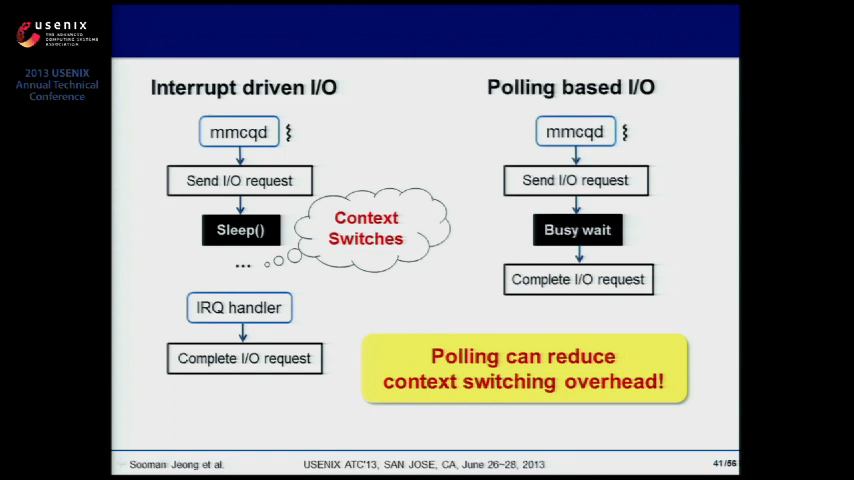 usenix
THE ADVANCED
COMPUTING SYSTEMS
ASSOCIATION
2013 USENIX
Annual Technical
Conference
Interrupt driven I/O
mmcqd
Send I/O request
Sleep()
...
Context
Switches
IRQ handler
Complete I/O request
Polling based I/O
mmcqd
Send I/O request
Busy wait
Complete I/O request
Polling can reduce
context switching overhead!
Sooman Jeong et al.
USENIX ATC'13, SAN JOSE, CA, June 26~28, 2013
41/56